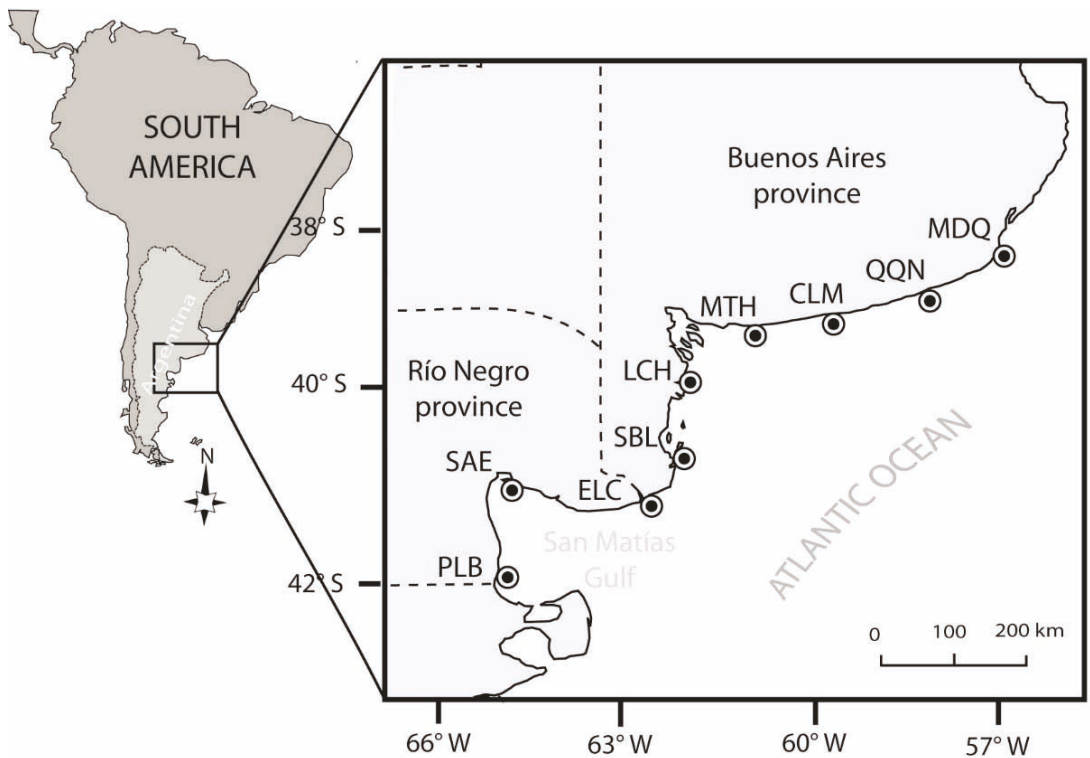 SOUTH
AMERICA
Argentina
N
38° S
40° S
42° S
Buenos Aires
province
MDQ
QQN
CLM
MTH
LCH
Río Negro
province
SBL
SAE
ELC
San Matías
Gulf
PLB
ATLANTIC OCEAN
0 100 200 km
66° W 63° W 60° W 57° W